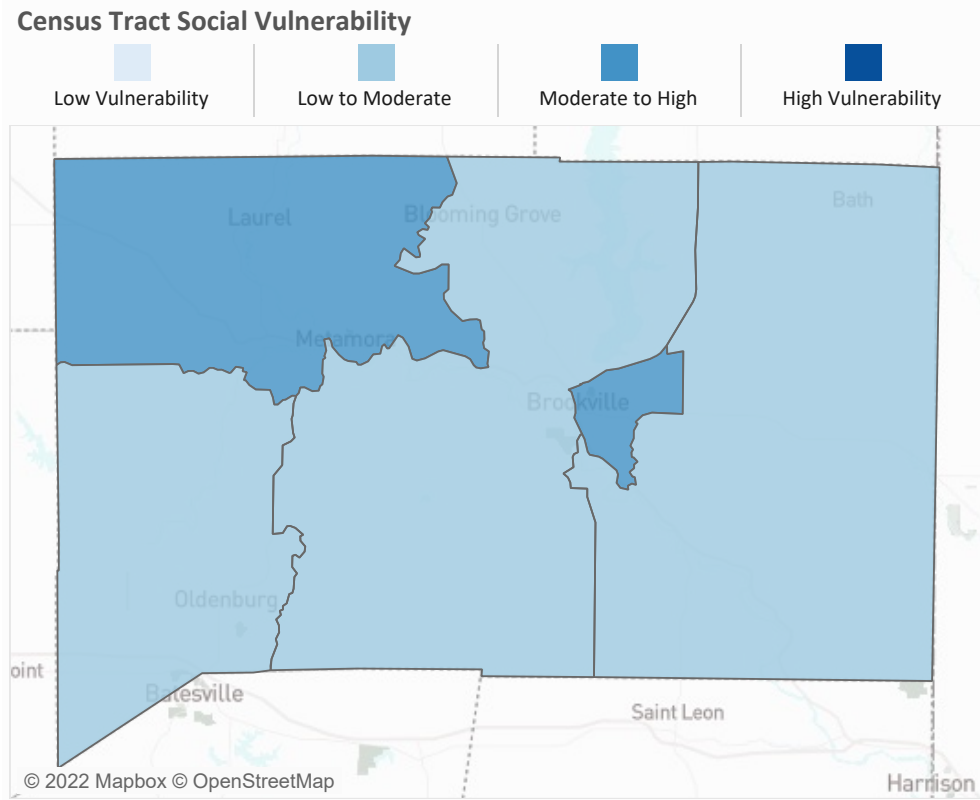 Census Tract Social Vulnerability
Low Vulnerability
Low to Moderate
Moderate to High
High Vulnerability
Bath
Laurel
Blooming Grove
Metamora
Brookville
Oldenburg
oint
Batesville
Saint Leon
© 2022 Mapbox © OpenStreetMap
Harrison